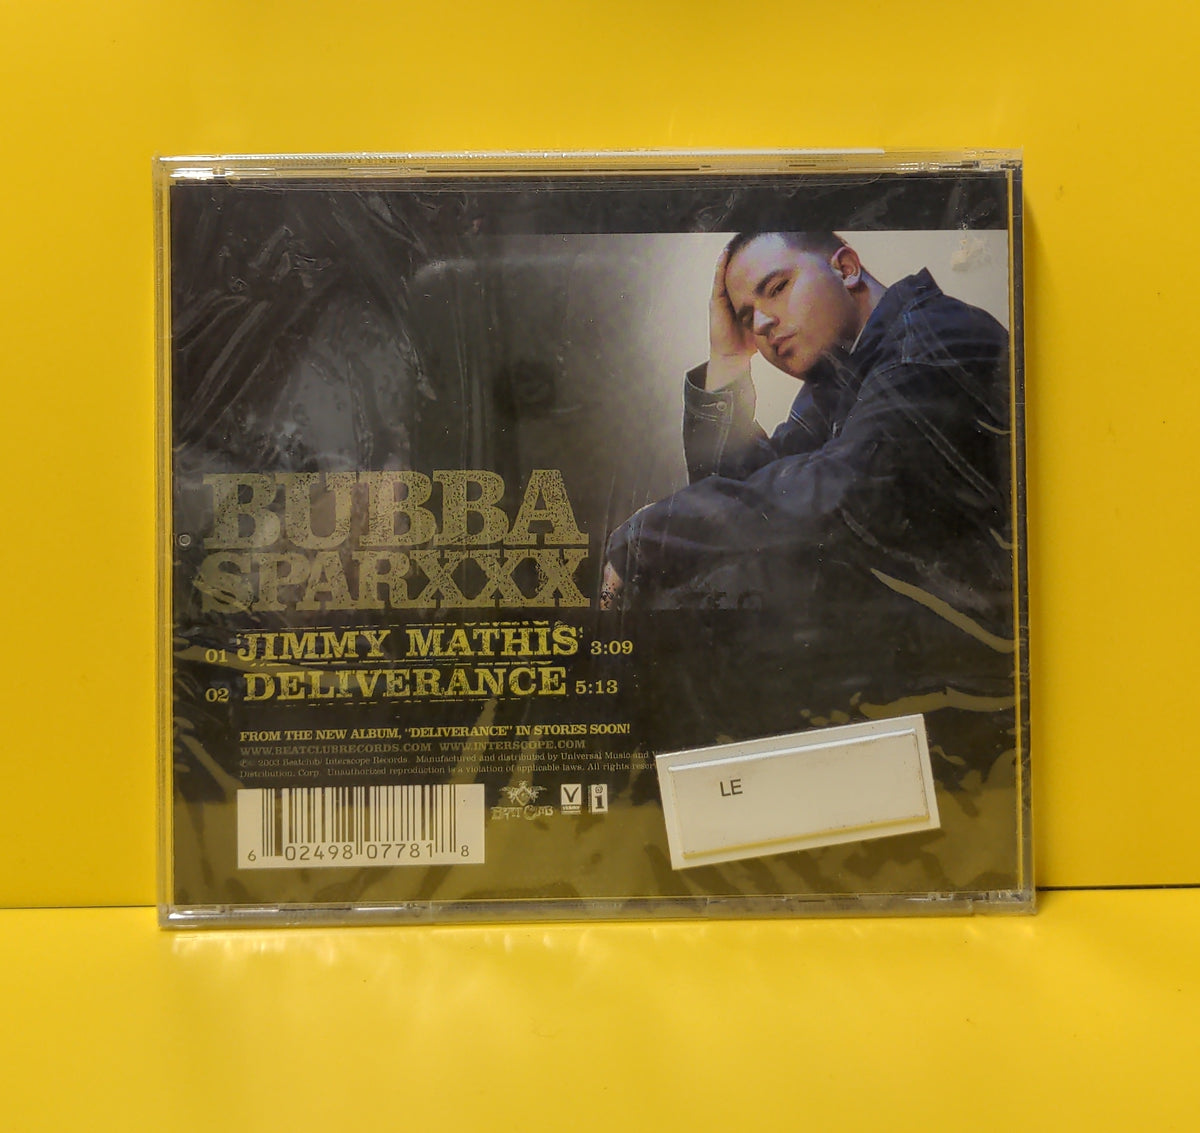 BUBBA
SPARXXX
01 JIMMY MATHIS 3:09
02 DELIVERANCE 5:13
FROM THE NEW ALBUM, "DELIVERANCE" IN STORES SOON!
WWW.BEATCLUBRECORDS.COM WWW.INTERSCOPE.COM
℗© 2003 Beatclub/ Interscope Records. Manufactured and distributed by Universal Music and
Distribution, Corp. Unauthorized reproduction is a violation of applicable laws. All rights
LE
BEAT CLUB
6 02498 07781 8